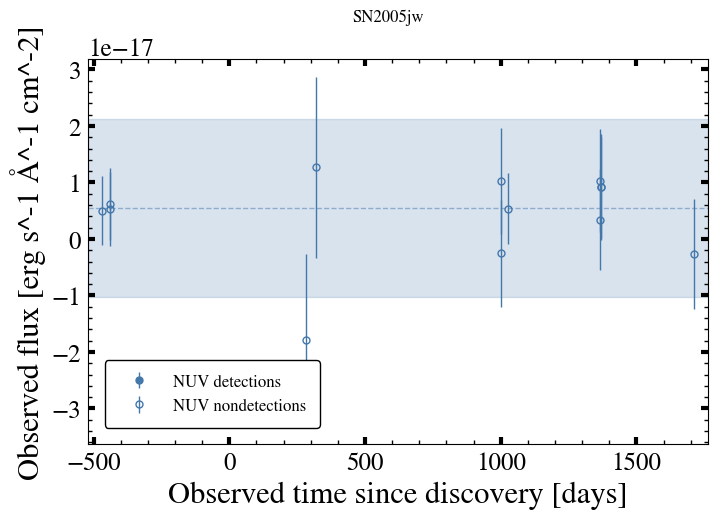 SN2005jw
1e−17
Observed flux [erg s^-1 Å^-1 cm^-2]
3
2
1
0
−1
−2
−3
NUV detections
NUV nondetections
−500 0 500 1000 1500
Observed time since discovery [days]